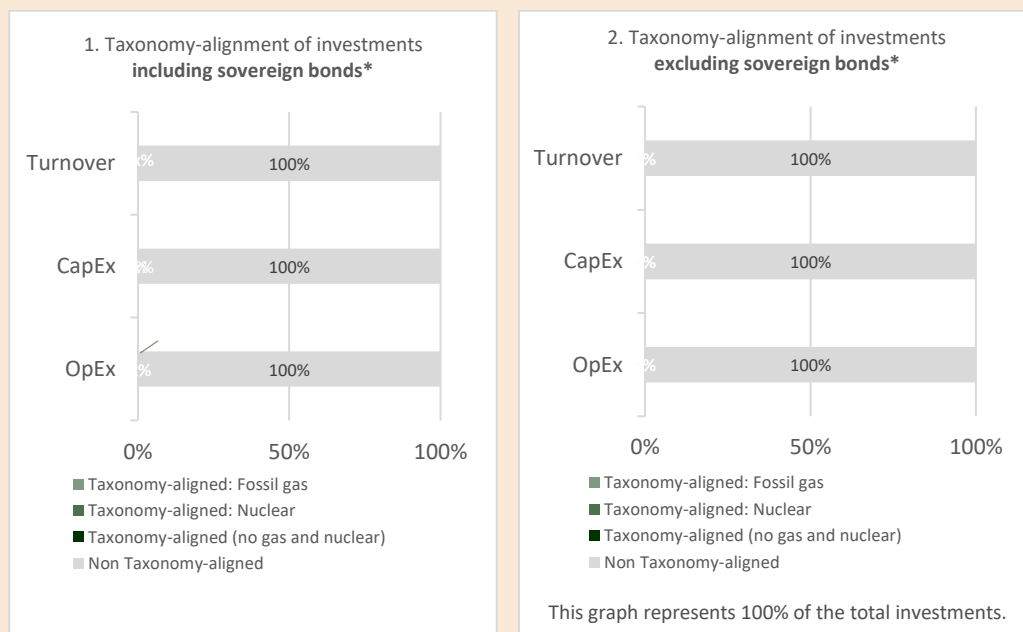 1. Taxonomy-alignment of investments
including sovereign bonds*
Turnover
100%
CapEx
100%
OpEx
100%
0% 50% 100%
Taxonomy-aligned: Fossil gas
Taxonomy-aligned: Nuclear
Taxonomy-aligned (no gas and nuclear)
Non Taxonomy-aligned
2. Taxonomy-alignment of investments
excluding sovereign bonds*
Turnover
100%
CapEx
100%
OpEx
100%
0% 50% 100%
Taxonomy-aligned: Fossil gas
Taxonomy-aligned: Nuclear
Taxonomy-aligned (no gas and nuclear)
Non Taxonomy-aligned
This graph represents 100% of the total investments.